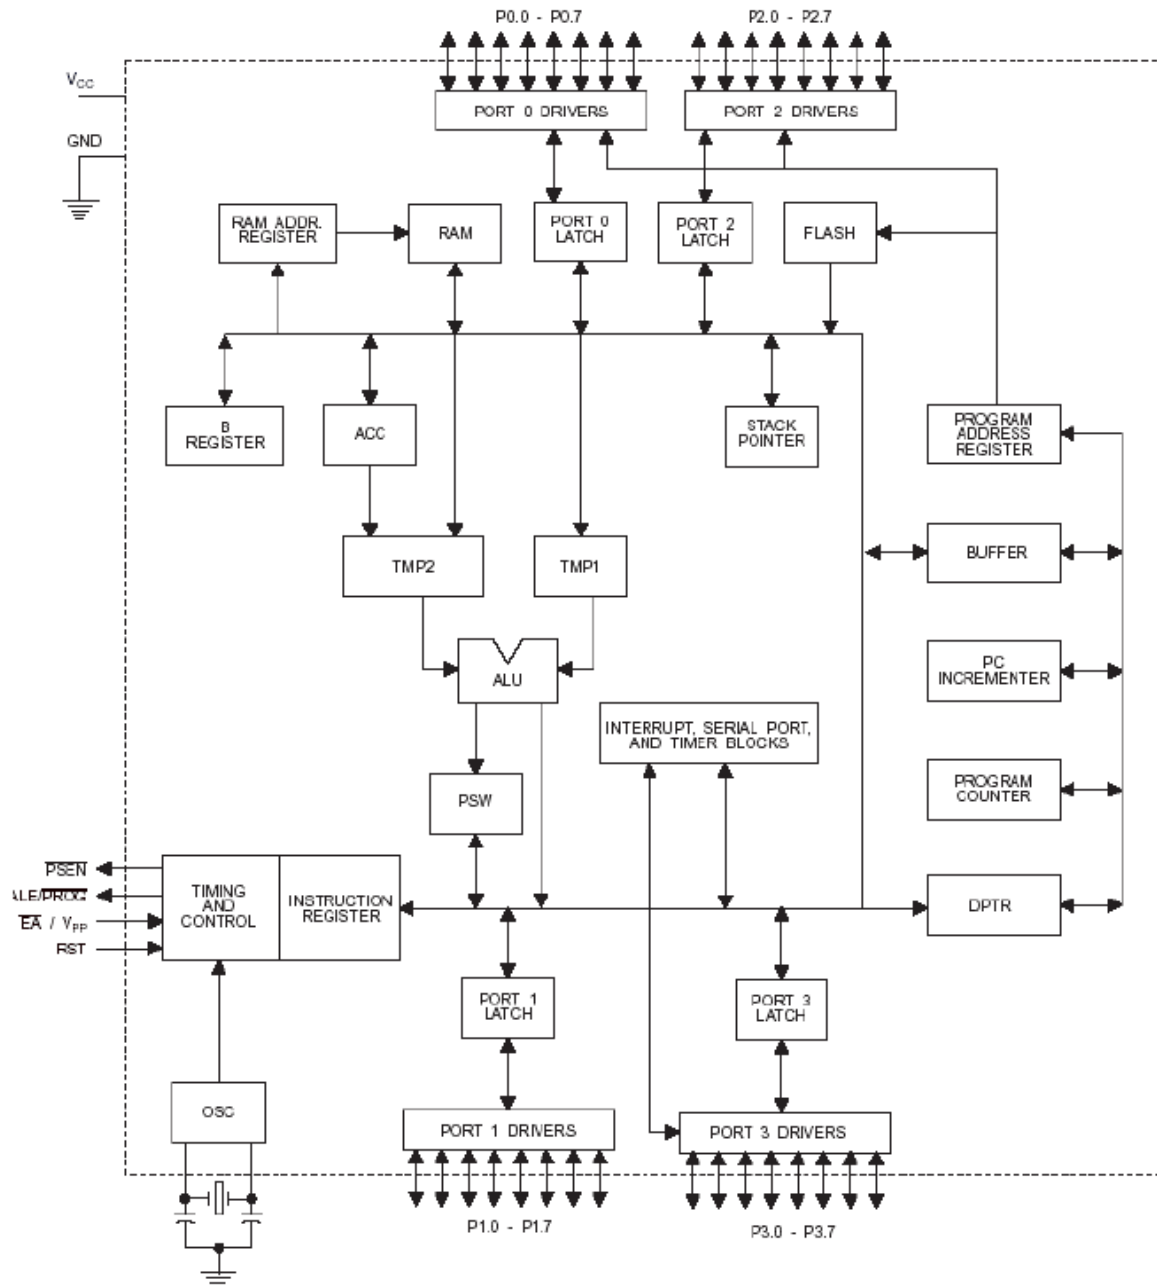 P0.0 - P0.7
P2.0 - P2.7
VCC
PORT 0 DRIVERS
PORT 2 DRIVERS
GND
RAM ADDR.
REGISTER
RAM
PORT 0
LATCH
PORT 2
LATCH
FLASH
B
REGISTER
ACC
STACK
POINTER
PROGRAM
ADDRESS
REGISTER
TMP2
TMP1
BUFFER
ALU
PC
INCREMENTER
INTERRUPT, SERIAL PORT,
AND TIMER BLOCKS
PSW
PROGRAM
COUNTER
PSEN
ALE/PROG
EA / VPP
RST
TIMING
AND
CONTROL
INSTRUCTION
REGISTER
DPTR
PORT 1
LATCH
PORT 3
LATCH
OSC
PORT 1 DRIVERS
PORT 3 DRIVERS
P1.0 - P1.7
P3.0 - P3.7